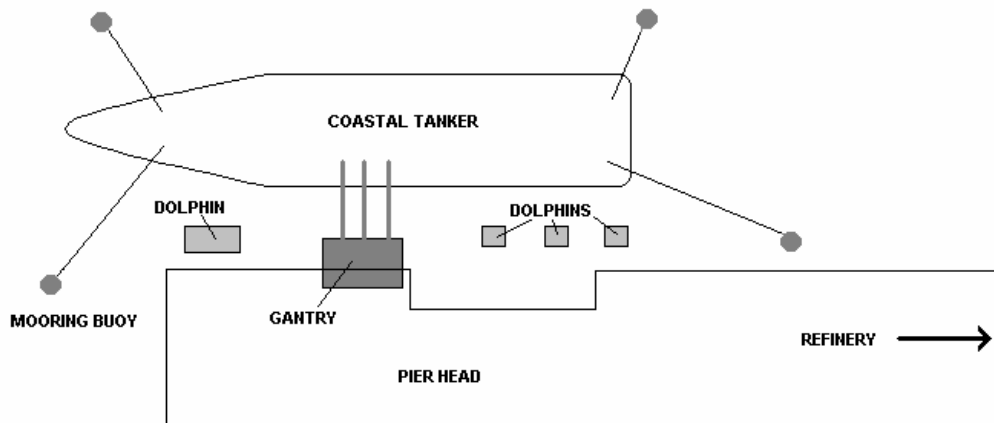 COASTAL TANKER
DOLPHIN
DOLPHINS
MOORING BUOY
GANTRY
REFINERY
PIER HEAD